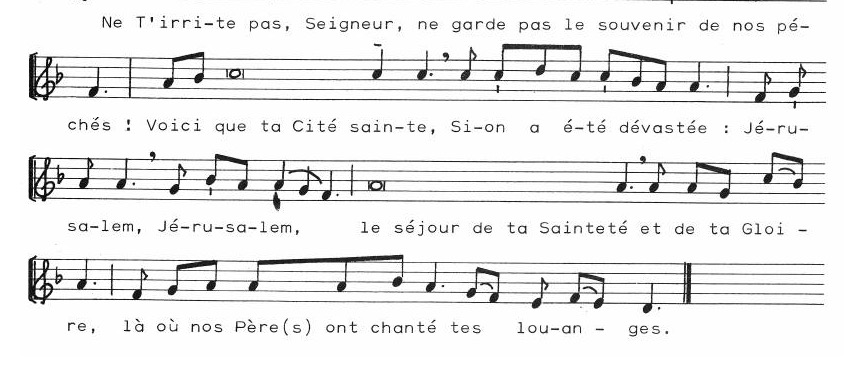 Ne T'irri-te pas, Seigneur, ne garde pas le souvenir de nos pé-
chés ! Voici que ta Cité sain-te, Si-on a é-té dévastée : Jé-ru-
sa-lem, Jé-ru-sa-lem, le séjour de ta Sainteté et de ta Gloi -
re, là où nos Père(s) ont chanté tes lou-an - ges.